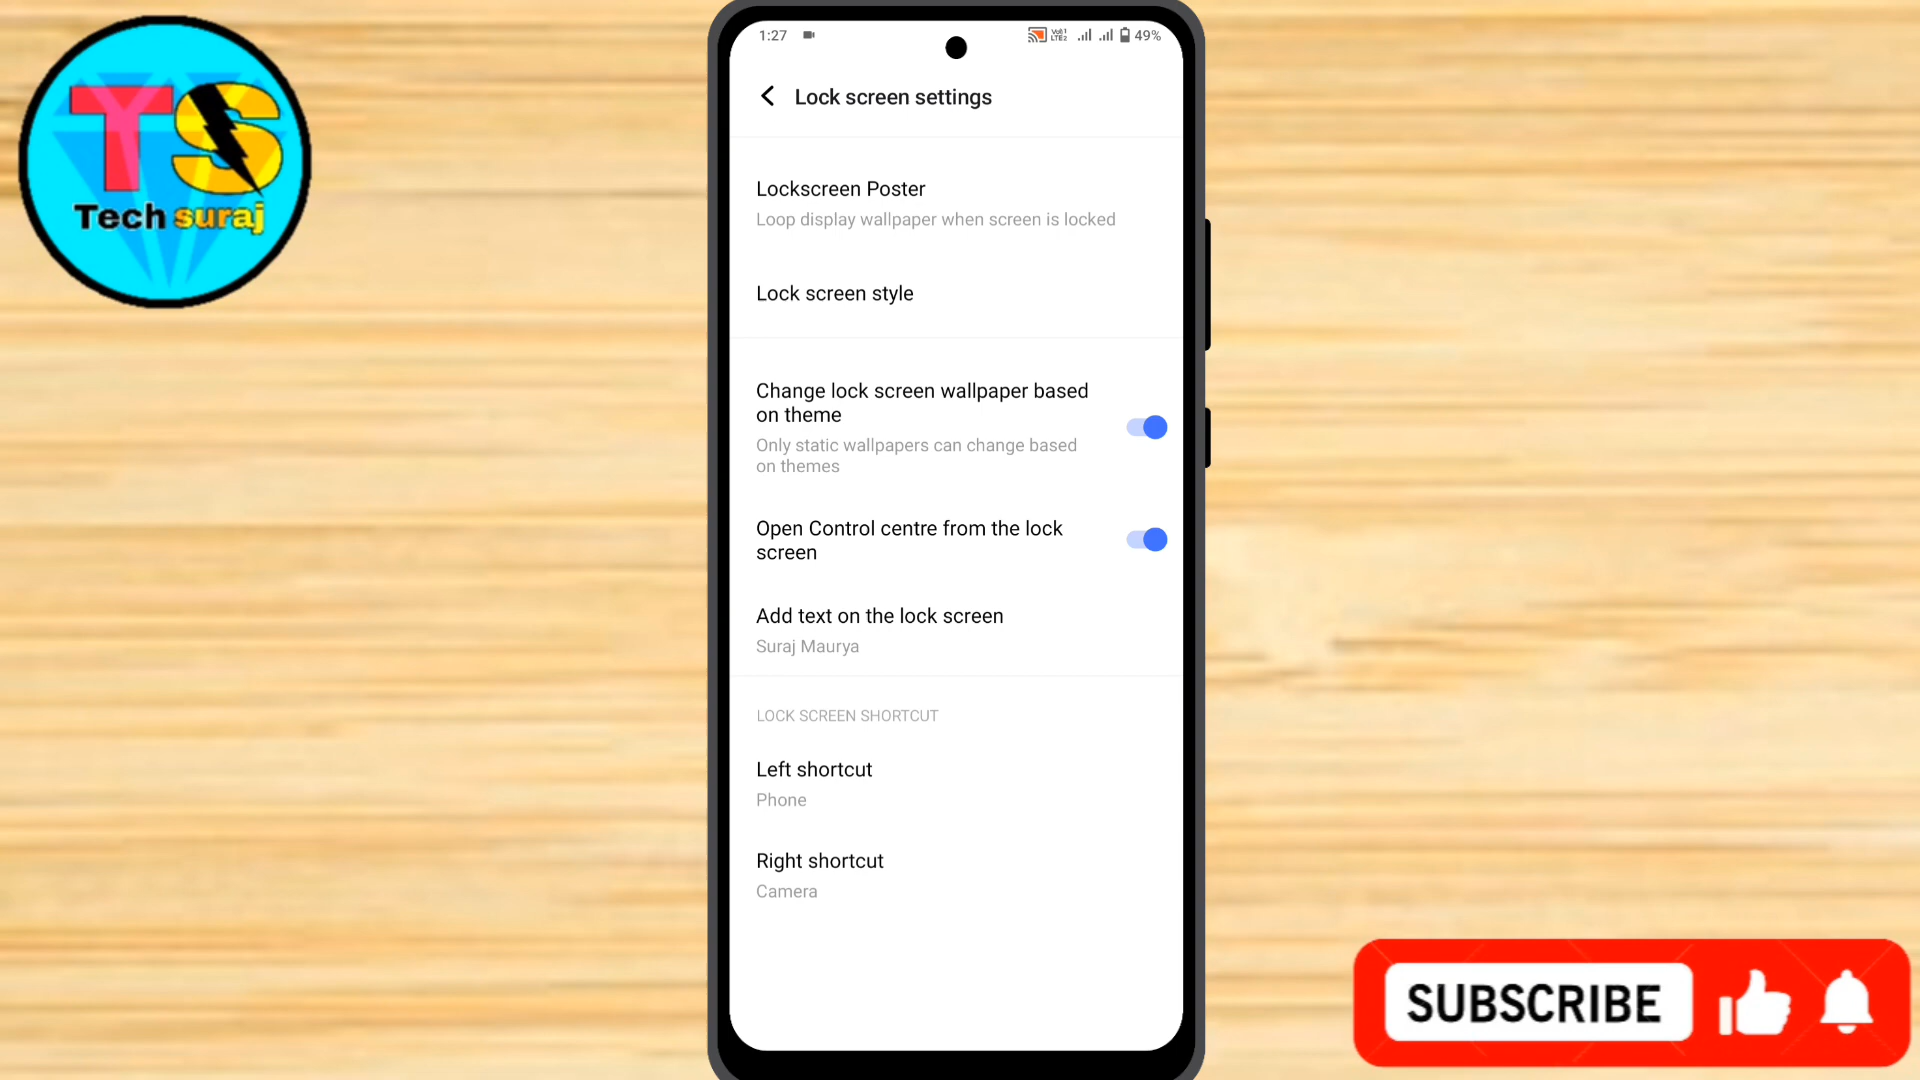 TS
Tech suraj
1:27
49%
Lock screen settings
Lockscreen Poster
Loop display wallpaper when screen is locked
Lock screen style
Change lock screen wallpaper based
on theme
Only static wallpapers can change based
on themes
Open Control centre from the lock
screen
Add text on the lock screen
Suraj Maurya
LOCK SCREEN SHORTCUT
Left shortcut
Phone
Right shortcut
Camera
SUBSCRIBE